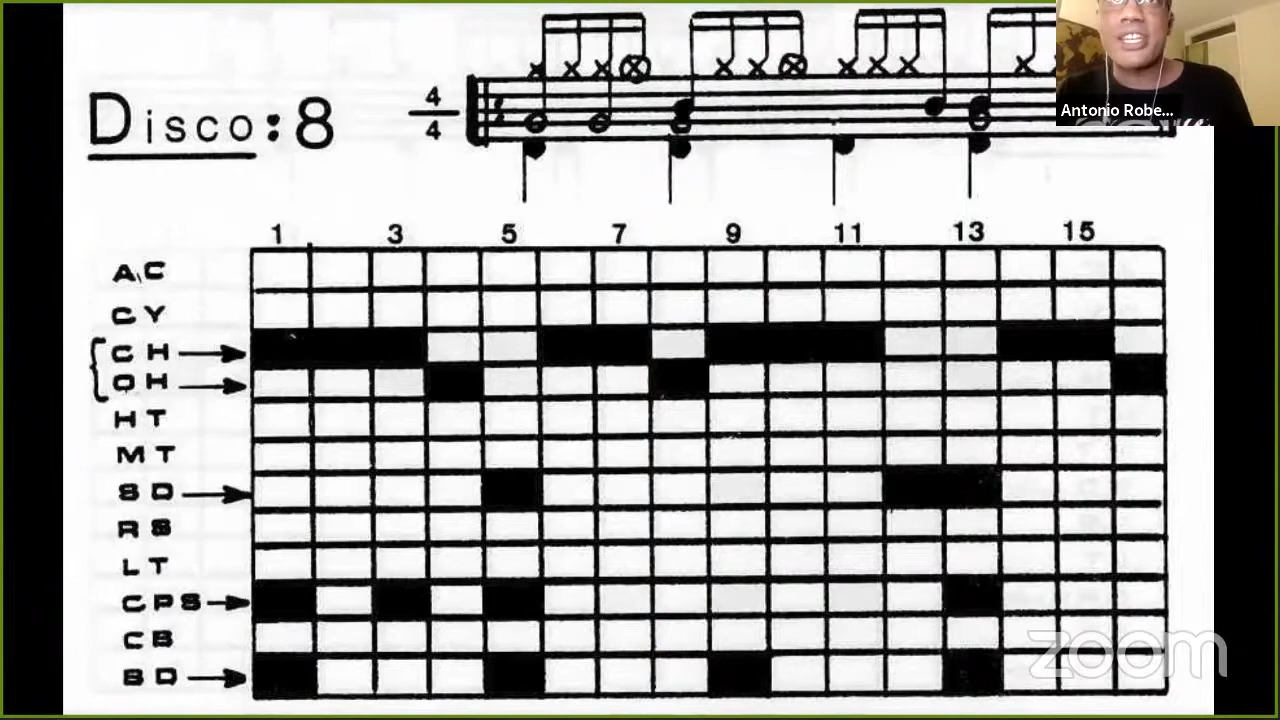 Disco:8
4
4
Antonio Robe...
1 3 5 7 9 11 13 15
AC
CY
CH
OH
HT
MT
SD
RS
LT
CPS
CB
BD
zoom